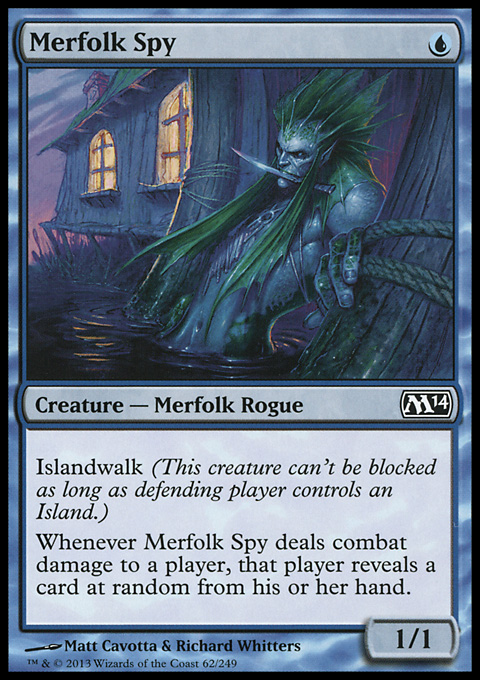 Merfolk Spy
Creature — Merfolk Rogue
M14
Islandwalk (This creature can't be blocked
as long as defending player controls an
Island.)
Whenever Merfolk Spy deals combat
damage to a player, that player reveals a
card at random from his or her hand.
Matt Cavotta & Richard Whitters
1/1
™ & © 2013 Wizards of the Coast 62/249